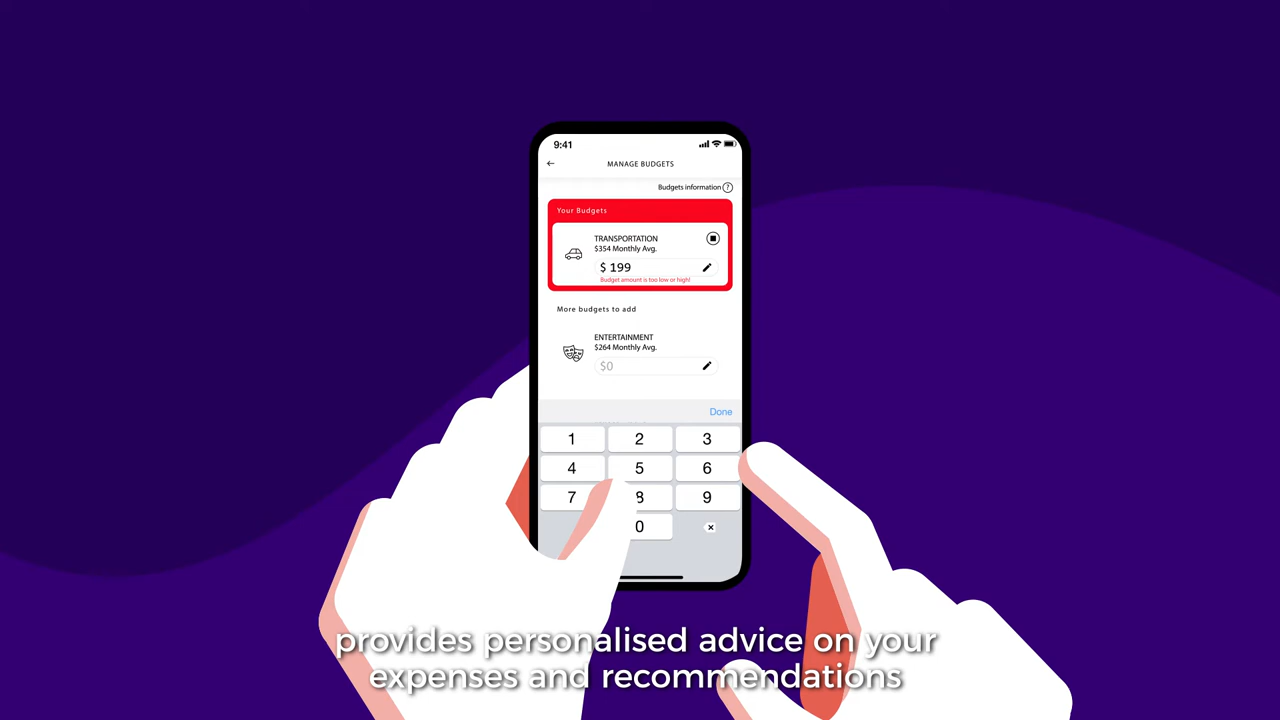 9:41
MANAGE BUDGETS
Budgets information ?
Your Budgets
TRANSPORTATION
$354 Monthly Avg.
$ 199
Budget amount is too low or high!
More budgets to add
ENTERTAINMENT
$264 Monthly Avg.
$0
Done
1 2 3
4 5 6
7 8 9
0
provides personalised advice on your
expenses and recommendations